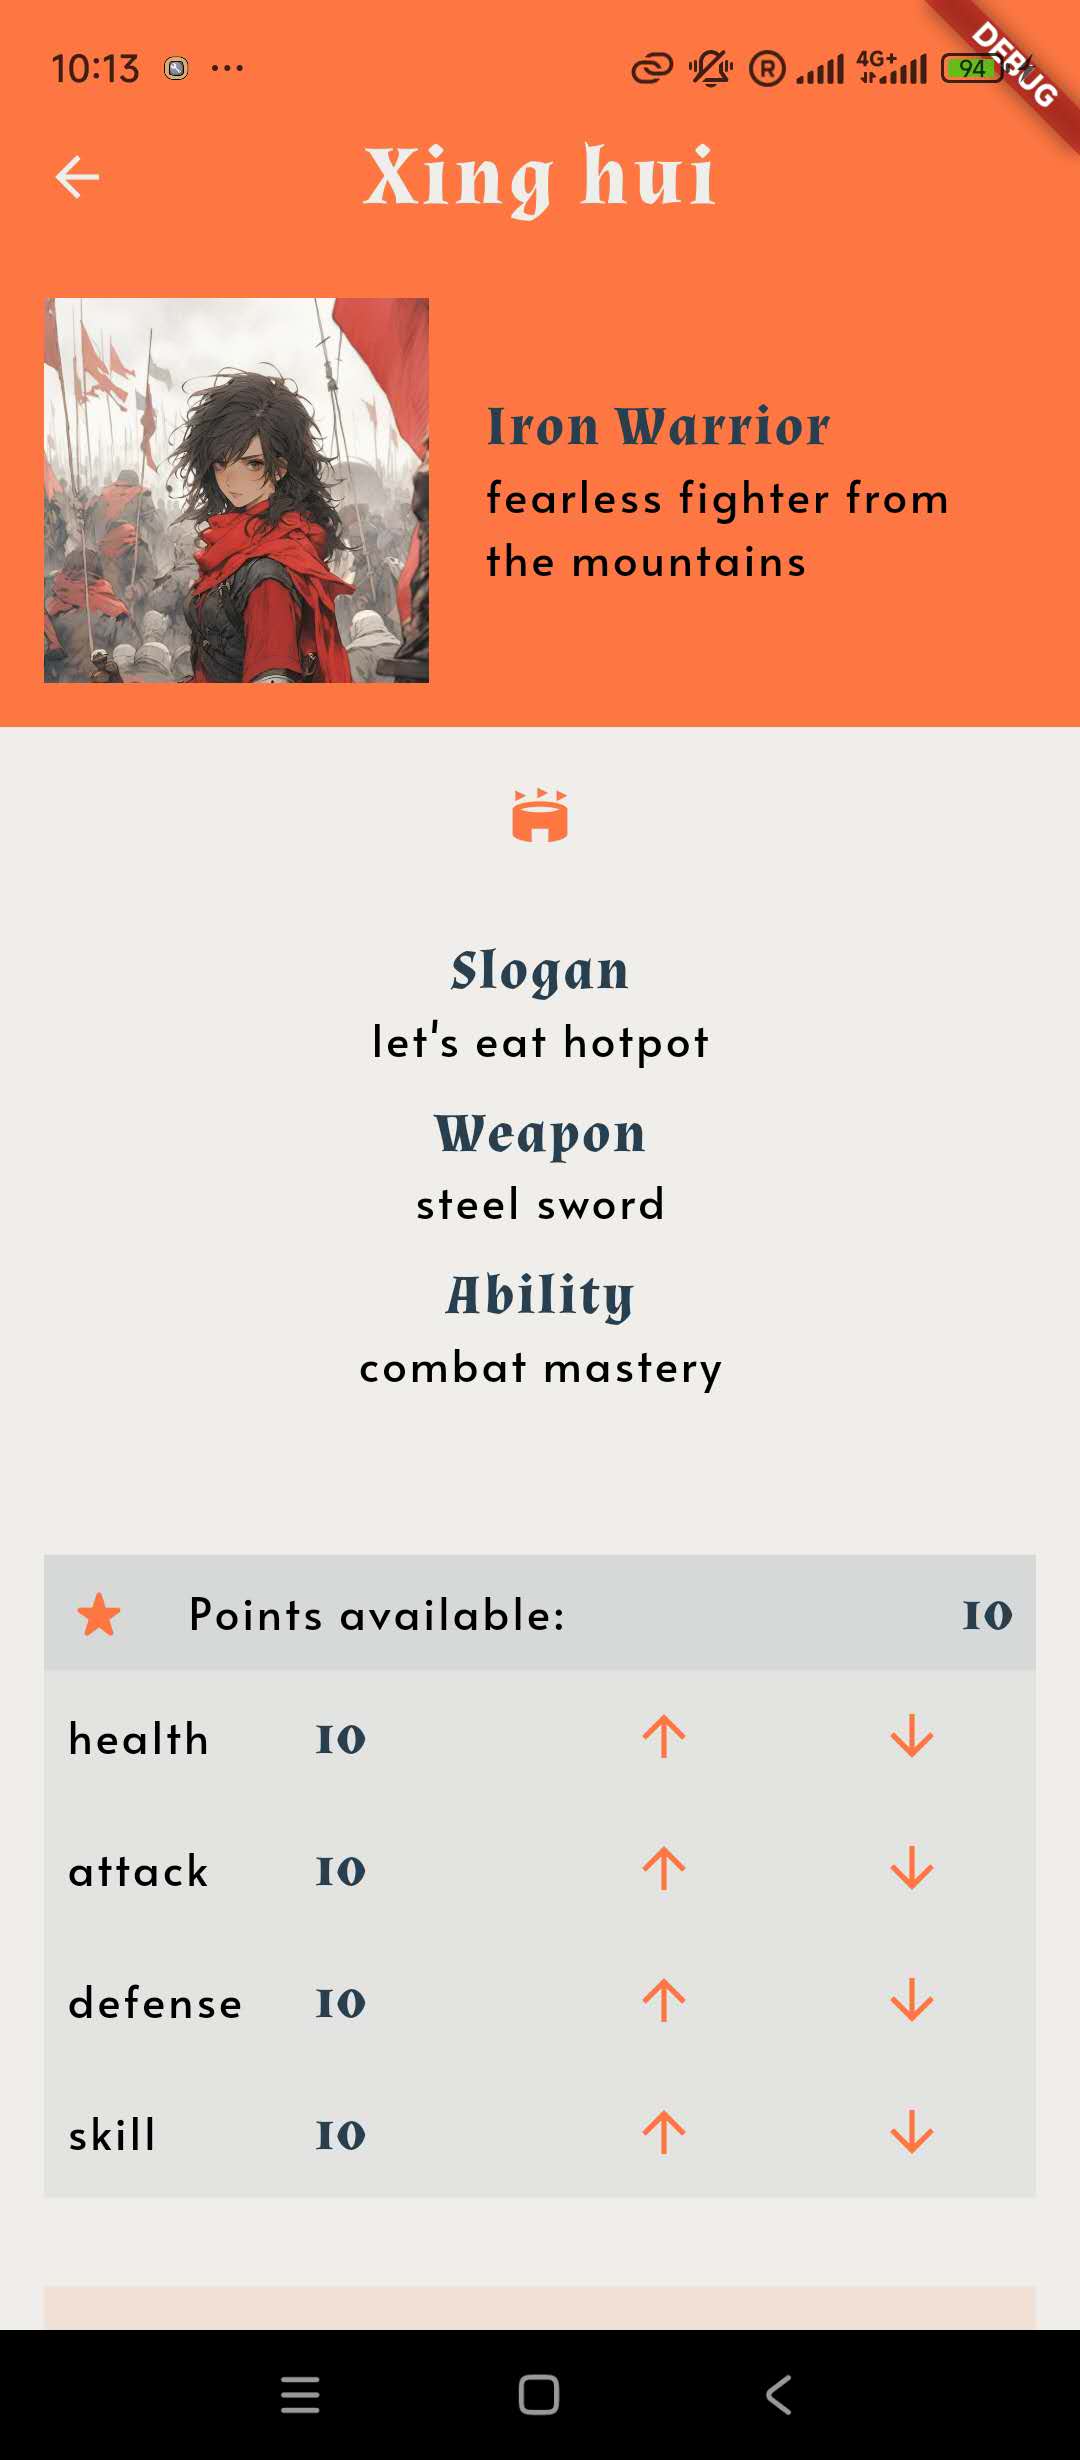 10:13
R
4G+
94
DEBUG
Xing hui
Iron Warrior
fearless fighter from
the mountains
Slogan
let's eat hotpot
Weapon
steel sword
Ability
combat mastery
Points available: 10
health 10
attack 10
defense 10
skill 10